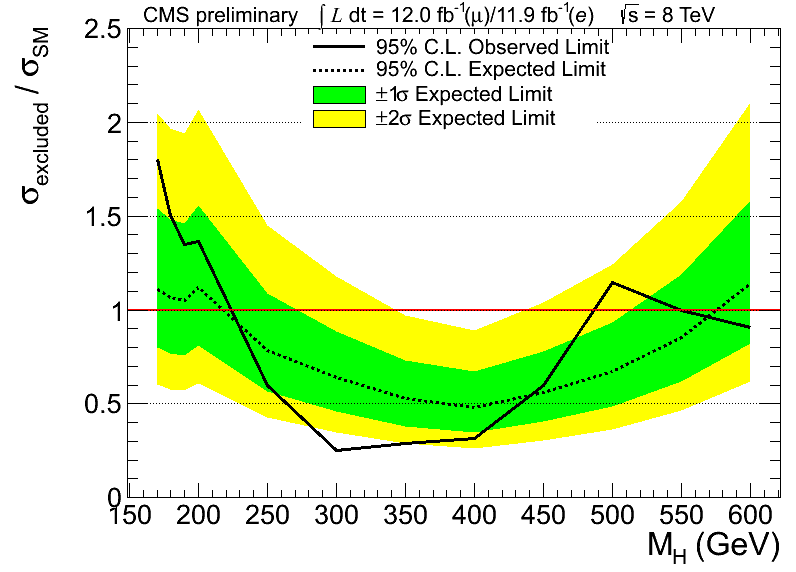 CMS preliminary ∫ L dt = 12.0 fb⁻¹(μ)/11.9 fb⁻¹(e) √s = 8 TeV
95% C.L. Observed Limit
95% C.L. Expected Limit
±1σ Expected Limit
±2σ Expected Limit
σexcluded / σSM
2.5
2
1.5
1
0.5
0
150 200 250 300 350 400 450 500 550 600
M_H (GeV)